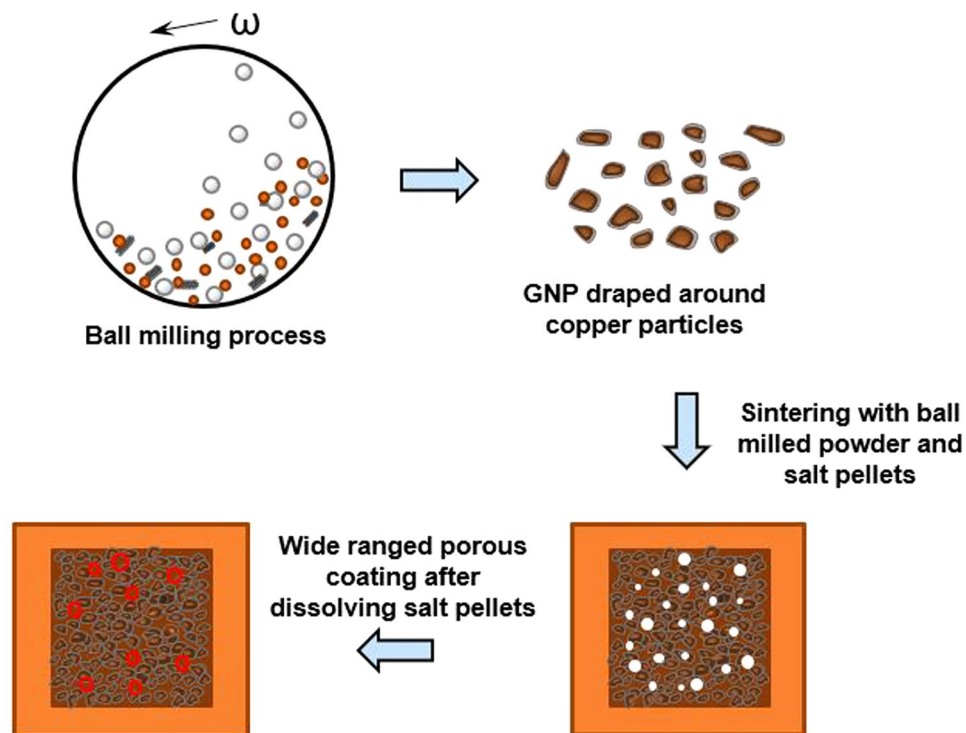 ω
Ball milling process
GNP draped around
copper particles
Sintering with ball
milled powder and
salt pellets
Wide ranged porous
coating after
dissolving salt pellets